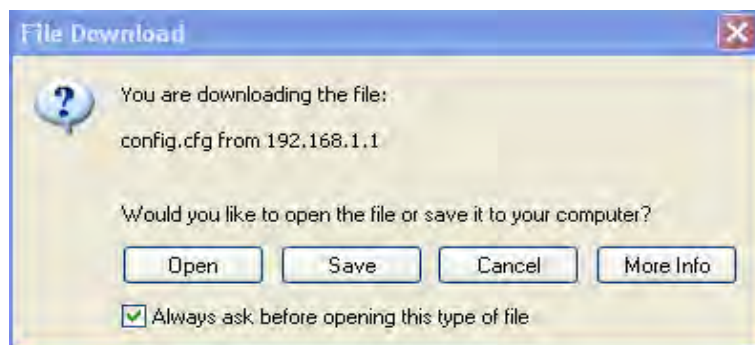 File Download
You are downloading the file:
config.cfg from 192.168.1.1
Would you like to open the file or save it to your computer?
Open Save Cancel More Info
Always ask before opening this type of file